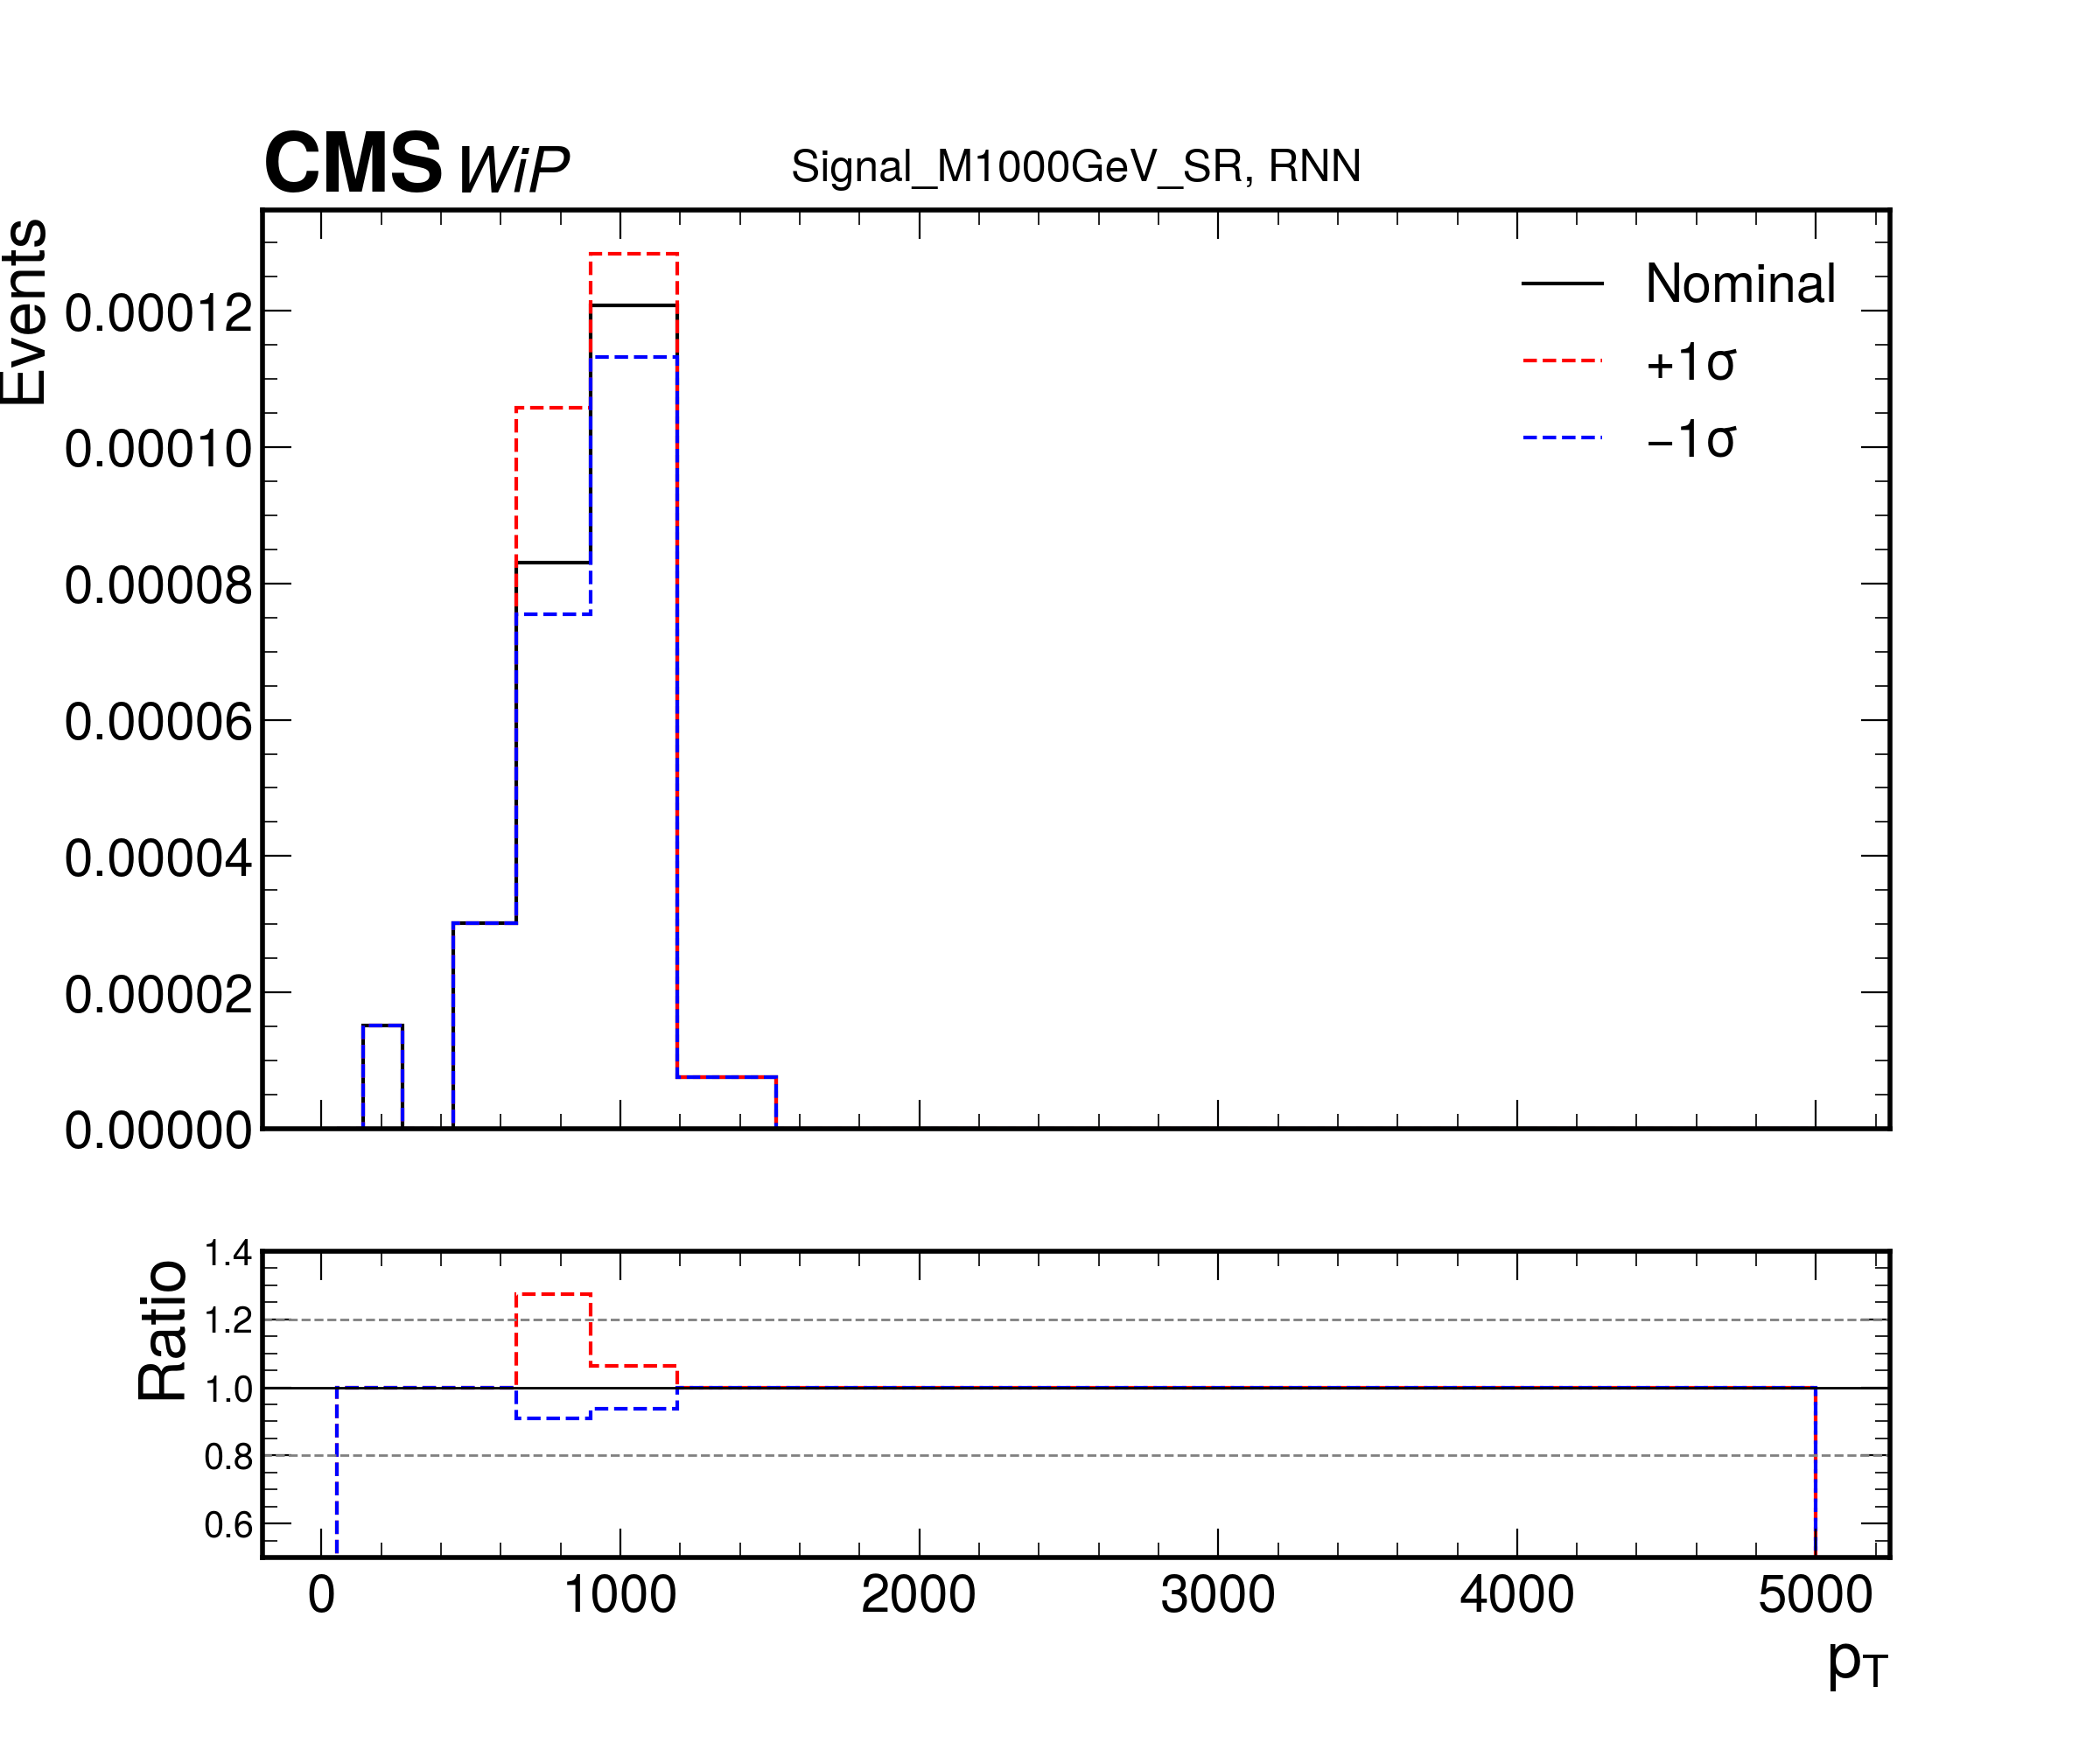 CMS WiP
Signal_M1000GeV_SR, RNN
Events
0.00012
0.00010
0.00008
0.00006
0.00004
0.00002
0.00000
Nominal
+1σ
−1σ
Ratio
1.4
1.2
1.0
0.8
0.6
0
1000
2000
3000
4000
5000
pT